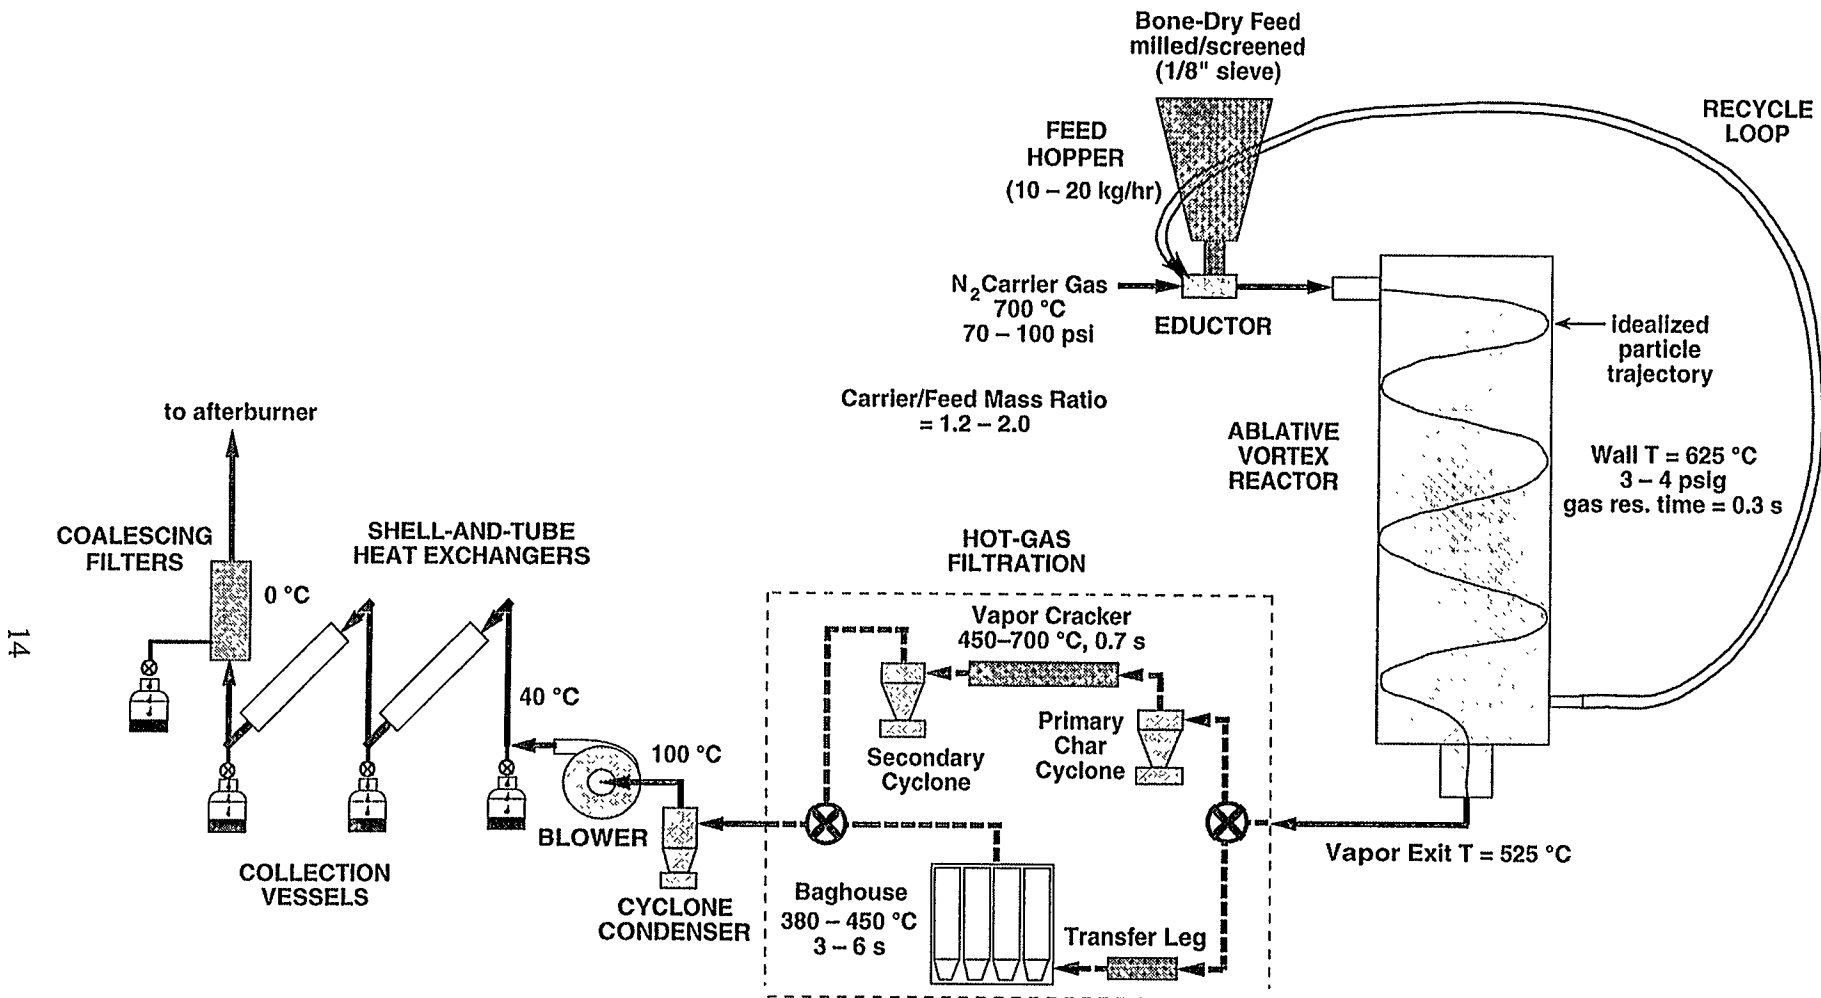 Bone-Dry Feed
milled/screened
(1/8" sieve)
RECYCLE
LOOP
FEED
HOPPER
(10 – 20 kg/hr)
N2Carrier Gas
700 °C
70 – 100 psi
EDUCTOR
idealized
particle
trajectory
Carrier/Feed Mass Ratio
= 1.2 – 2.0
to afterburner
ABLATIVE
VORTEX
REACTOR
Wall T = 625 °C
3 – 4 psig
gas res. time = 0.3 s
COALESCING
FILTERS
SHELL-AND-TUBE
HEAT EXCHANGERS
HOT-GAS
FILTRATION
0 °C
Vapor Cracker
450–700 °C, 0.7 s
14
40 °C
100 °C
Secondary
Cyclone
Primary
Char
Cyclone
BLOWER
Vapor Exit T = 525 °C
COLLECTION
VESSELS
CYCLONE
CONDENSER
Baghouse
380 – 450 °C
3 – 6 s
Transfer Leg